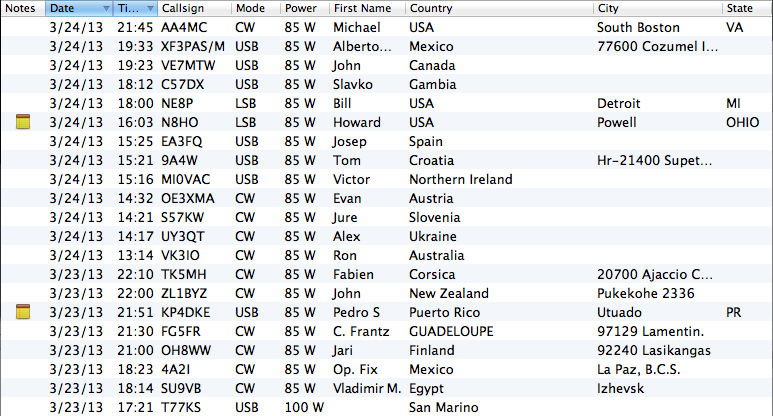 Notes Date Ti... Callsign Mode Power First Name Country City State
3/24/13 21:45 AA4MC CW 85 W Michael USA South Boston VA
3/24/13 19:33 XF3PAS/M USB 85 W Alberto... Mexico 77600 Cozumel I...
3/24/13 19:23 VE7MTW USB 85 W John Canada
3/24/13 18:12 C57DX USB 85 W Slavko Gambia
3/24/13 18:00 NE8P LSB 85 W Bill USA Detroit MI
3/24/13 16:03 N8HO LSB 85 W Howard USA Powell OHIO
3/24/13 15:25 EA3FQ USB 85 W Josep Spain
3/24/13 15:21 9A4W USB 85 W Tom Croatia Hr-21400 Supet...
3/24/13 15:16 MI0VAC USB 85 W Victor Northern Ireland
3/24/13 14:32 OE3XMA CW 85 W Evan Austria
3/24/13 14:21 S57KW CW 85 W Jure Slovenia
3/24/13 14:17 UY3QT CW 85 W Alex Ukraine
3/24/13 13:14 VK3IO CW 85 W Ron Australia
3/23/13 22:10 TK5MH CW 85 W Fabien Corsica 20700 Ajaccio C...
3/23/13 22:00 ZL1BYZ CW 85 W John New Zealand Pukekohe 2336
3/23/13 21:51 KP4DKE USB 85 W Pedro S Puerto Rico Utuado PR
3/23/13 21:30 FG5FR CW 85 W C. Frantz GUADELOUPE 97129 Lamentin.
3/23/13 21:00 OH8WW CW 85 W Jari Finland 92240 Lasikangas
3/23/13 18:23 4A2I CW 85 W Op. Fix Mexico La Paz, B.C.S.
3/23/13 18:14 SU9VB CW 85 W Vladimir M. Egypt Izhevsk
3/23/13 17:21 T77KS USB 100 W San Marino